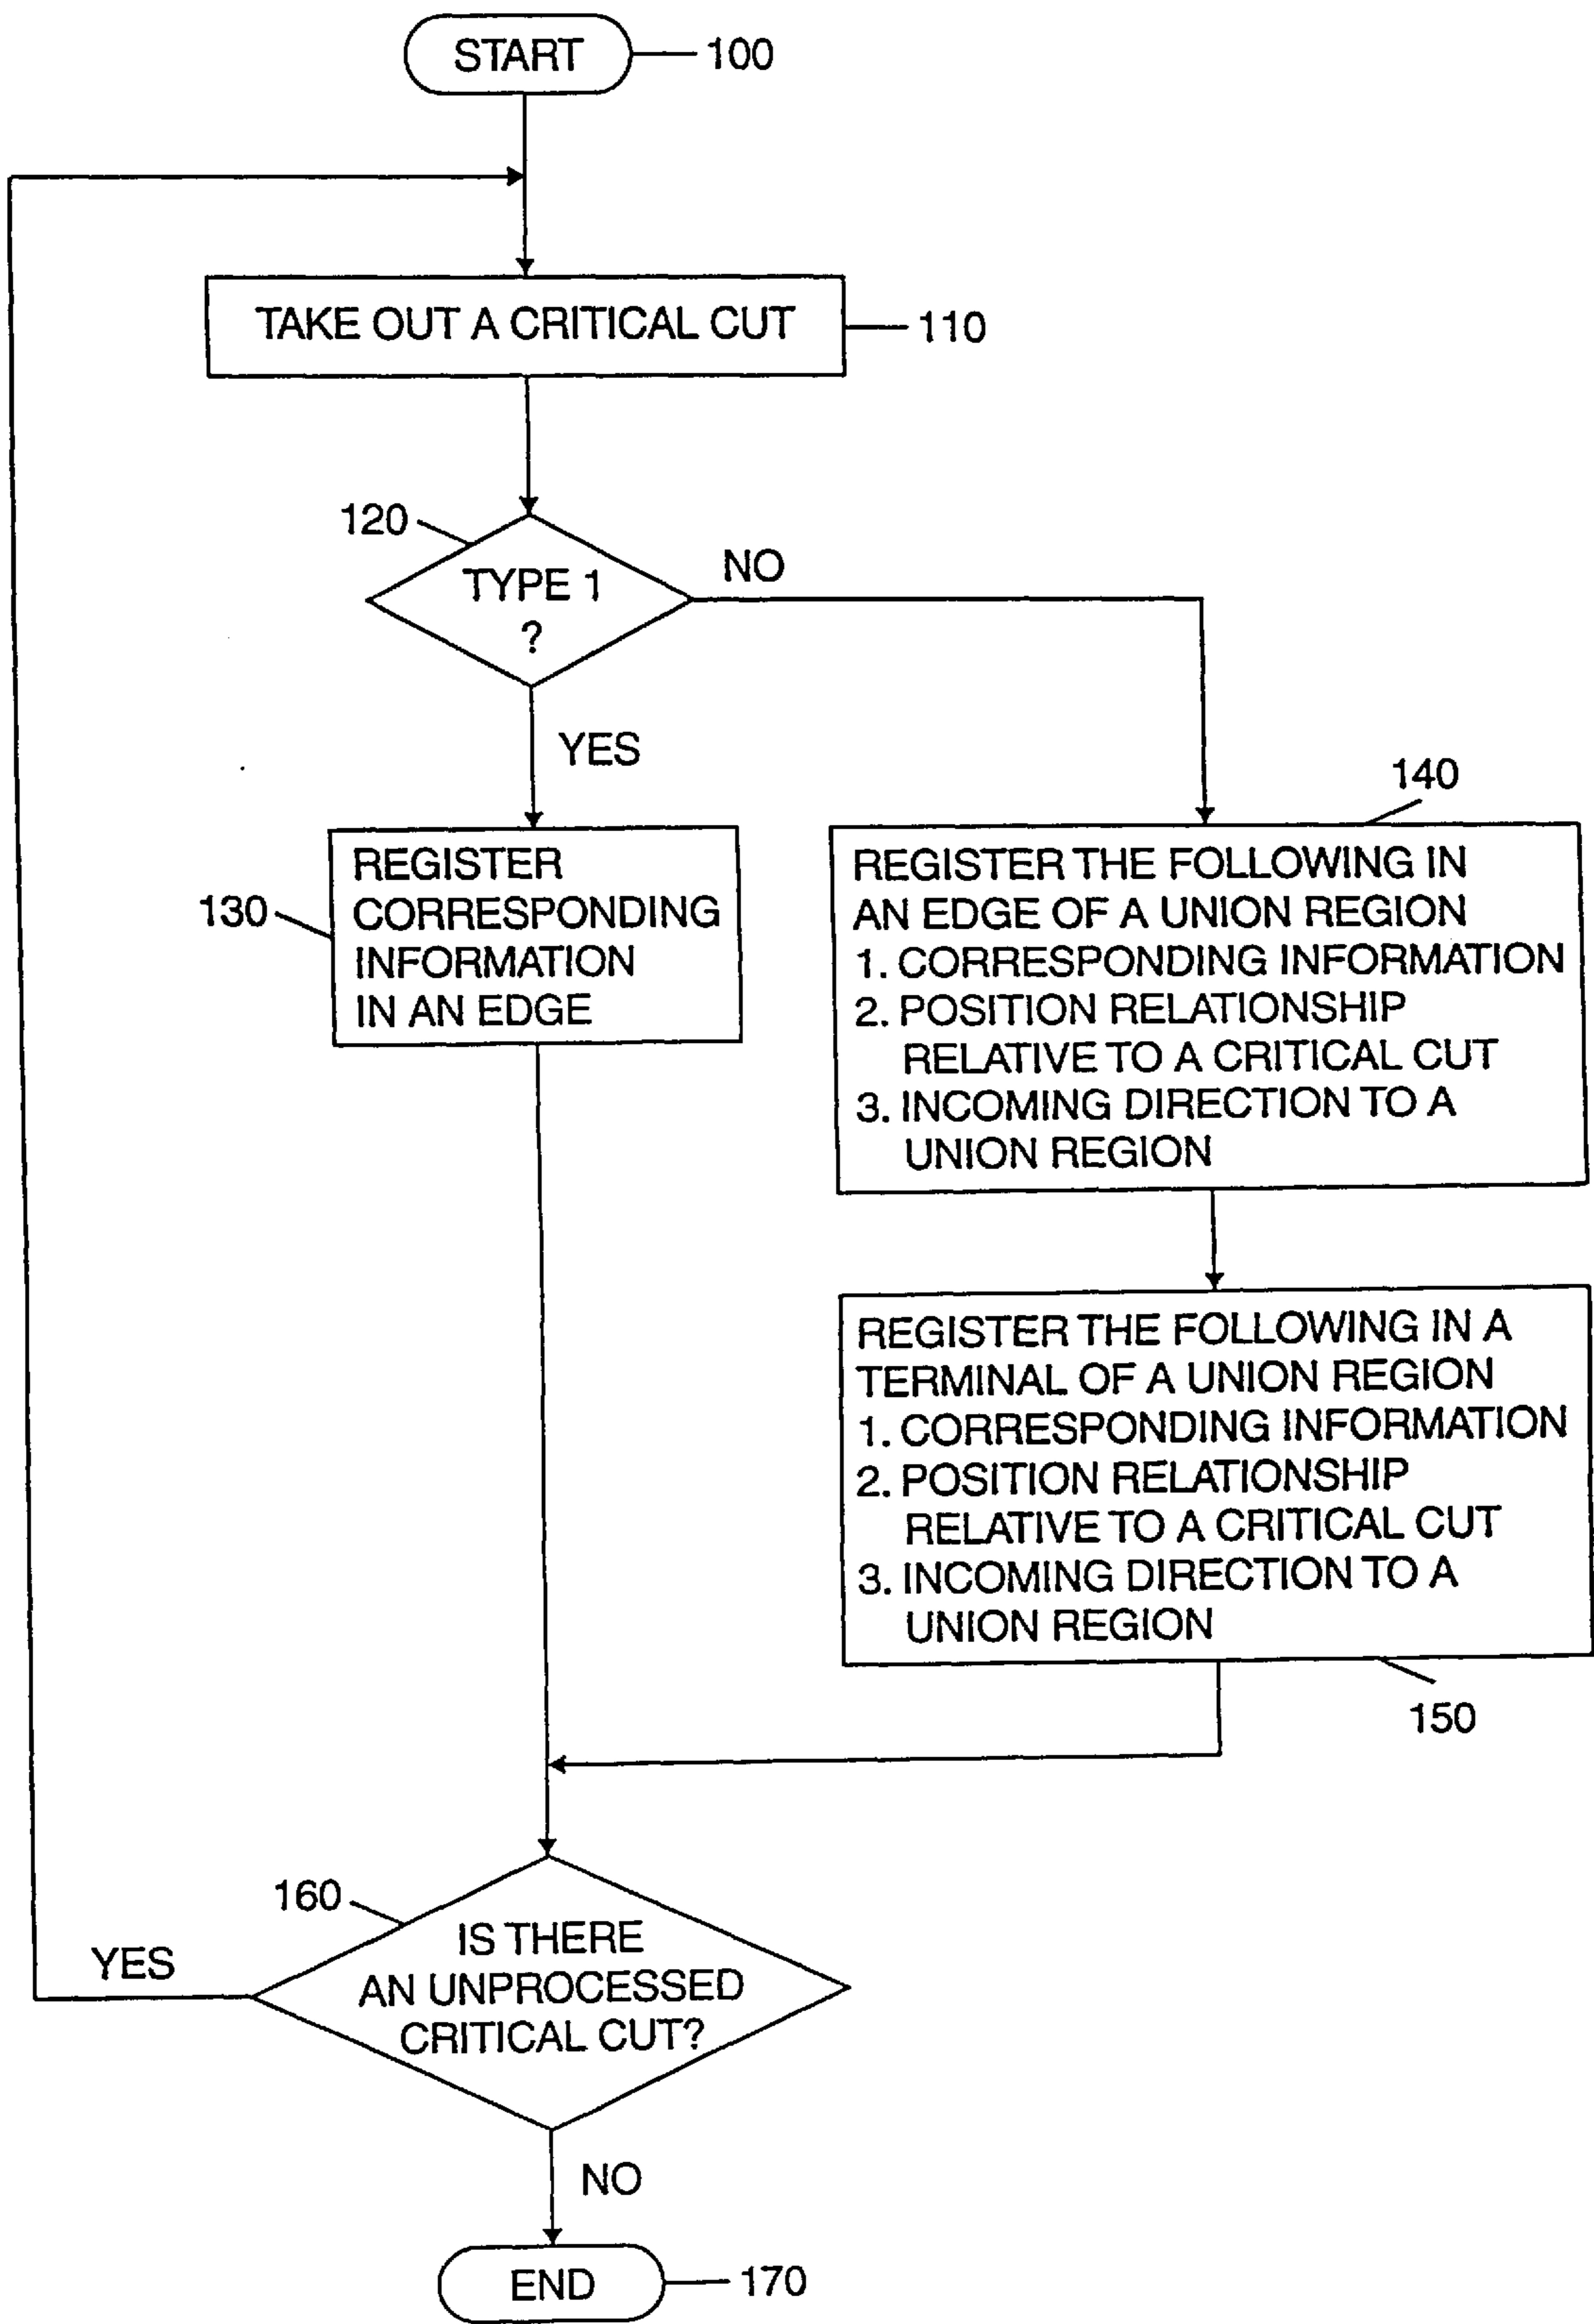 START
100
TAKE OUT A CRITICAL CUT
110
120
TYPE 1
?
NO
YES
130
REGISTER
CORRESPONDING
INFORMATION
IN AN EDGE
140
REGISTER THE FOLLOWING IN
AN EDGE OF A UNION REGION
1. CORRESPONDING INFORMATION
2. POSITION RELATIONSHIP
RELATIVE TO A CRITICAL CUT
3. INCOMING DIRECTION TO A
UNION REGION
REGISTER THE FOLLOWING IN A
TERMINAL OF A UNION REGION
1. CORRESPONDING INFORMATION
2. POSITION RELATIONSHIP
RELATIVE TO A CRITICAL CUT
3. INCOMING DIRECTION TO A
UNION REGION
150
160
IS THERE
AN UNPROCESSED
CRITICAL CUT?
YES
NO
END
170